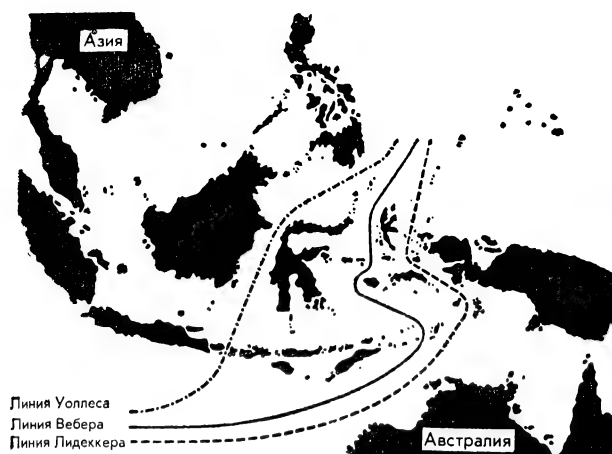 Азия
Линия Уоллеса
Линия Вебера
Линия Лидеккера
Австралия